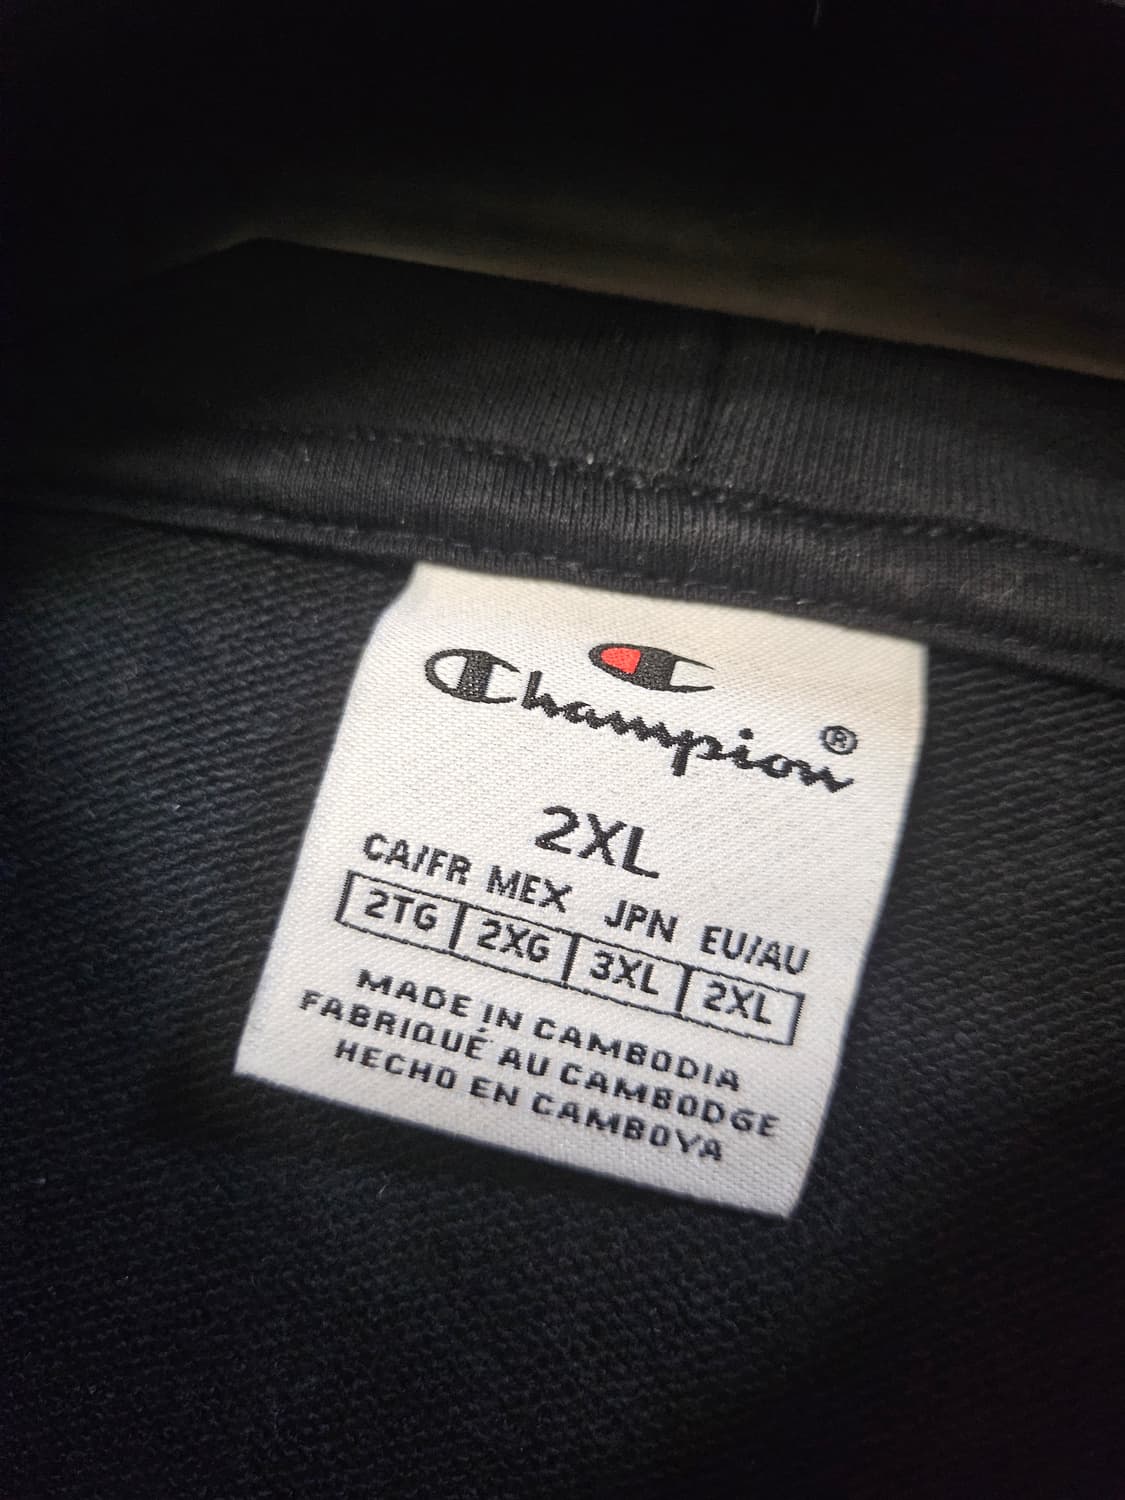 Champion®
2XL
CA/FR MEX JPN EU/AU
2TG 2XG 3XL 2XL
MADE IN CAMBODIA
FABRIQUÉ AU CAMBODGE
HECHO EN CAMBOYA